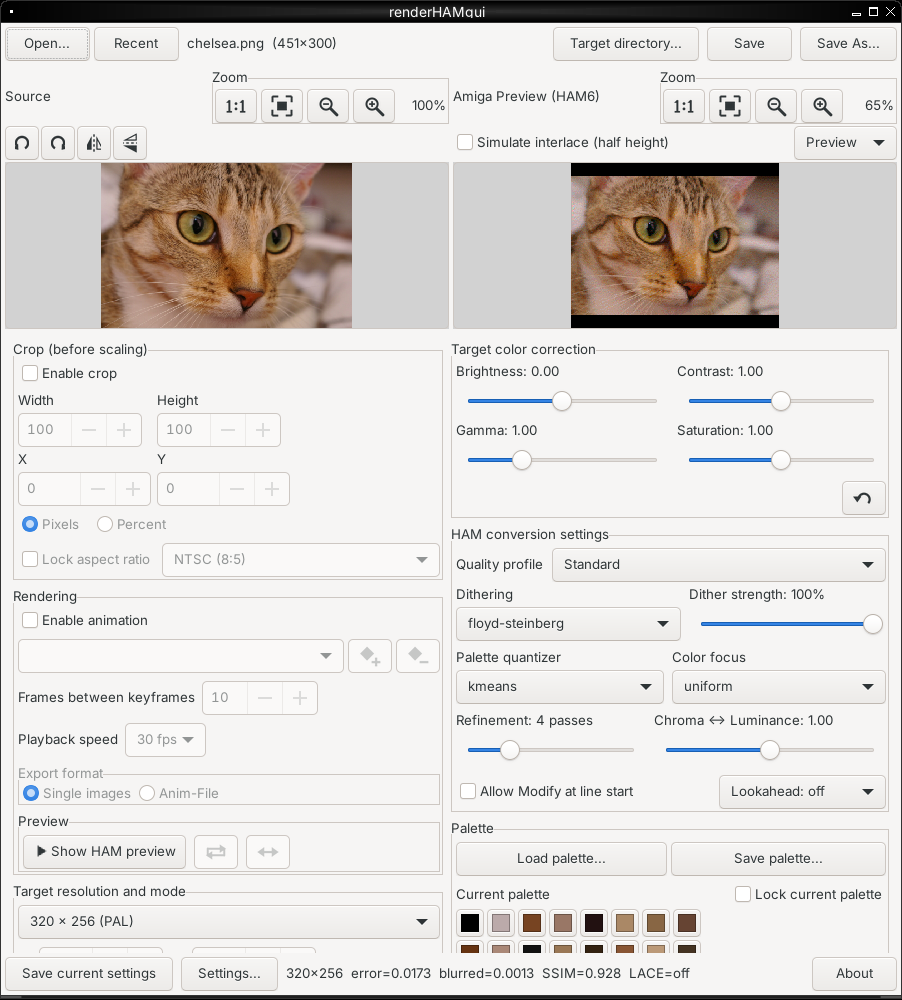 renderHAMgui
Open... Recent chelsea.png (451×300) Target directory... Save Save As...
Source Zoom 1:1 100% Amiga Preview (HAM6) Zoom 1:1 65%
Simulate interlace (half height) Preview
Crop (before scaling)
Enable crop
Width Height
100 100
X Y
0 0
Pixels Percent
Lock aspect ratio NTSC (8:5)
Rendering
Enable animation
Frames between keyframes 10
Playback speed 30 fps
Export format
Single images Anim-File
Preview
Show HAM preview
Target resolution and mode
320 × 256 (PAL)
Target color correction
Brightness: 0.00 Contrast: 1.00
Gamma: 1.00 Saturation: 1.00
HAM conversion settings
Quality profile Standard
Dithering Dither strength: 100%
floyd-steinberg
Palette quantizer Color focus
kmeans uniform
Refinement: 4 passes Chroma ↔ Luminance: 1.00
Allow Modify at line start Lookahead: off
Palette
Load palette... Save palette...
Current palette Lock current palette
Save current settings Settings... 320×256 error=0.0173 blurred=0.0013 SSIM=0.928 LACE=off About